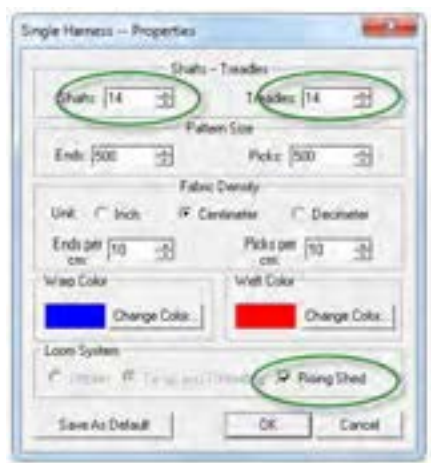 Single Harness -- Properties
Shafts - Treadles
Shafts: 14 Treadles: 14
Pattern Size
Ends: 500 Picks: 500
Fabric Density
Unit: Inch Centimeter Decimeter
Ends per cm: 10 Picks per cm: 10
Warp Color Weft Color
Change Color... Change Color...
Loom System
Rising Shed
Save As Default OK Cancel